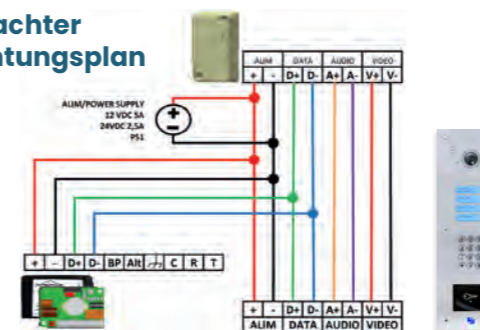 achter
ntungsplan
ALIM DATA AUDIO VIDEO
+ - D+ D- A+ A- V+ V-
ALIM/POWER SUPPLY
12 VDC 5A
24VDC 2,5A
PS1
+ - D+ D- BP Alt C R T
+ - D+ D- A+ A- V+ V-
ALIM DATA AUDIO VIDEO